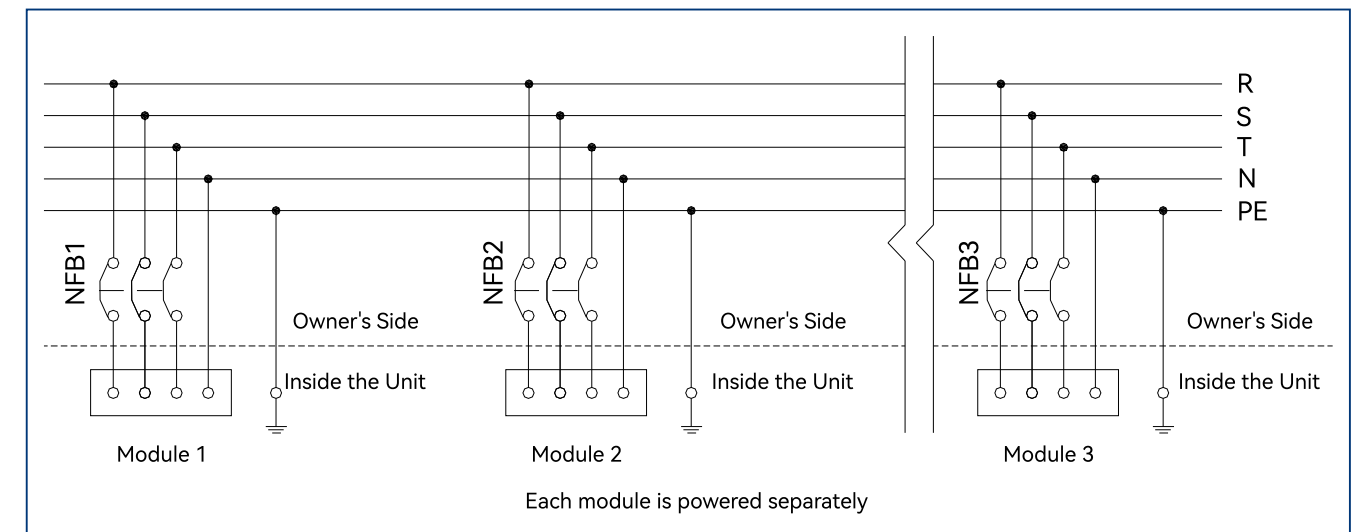 R
S
T
N
PE
NFB1
NFB2
NFB3
Owner's Side
Owner's Side
Owner's Side
Inside the Unit
Inside the Unit
Inside the Unit
Module 1
Module 2
Module 3
Each module is powered separately